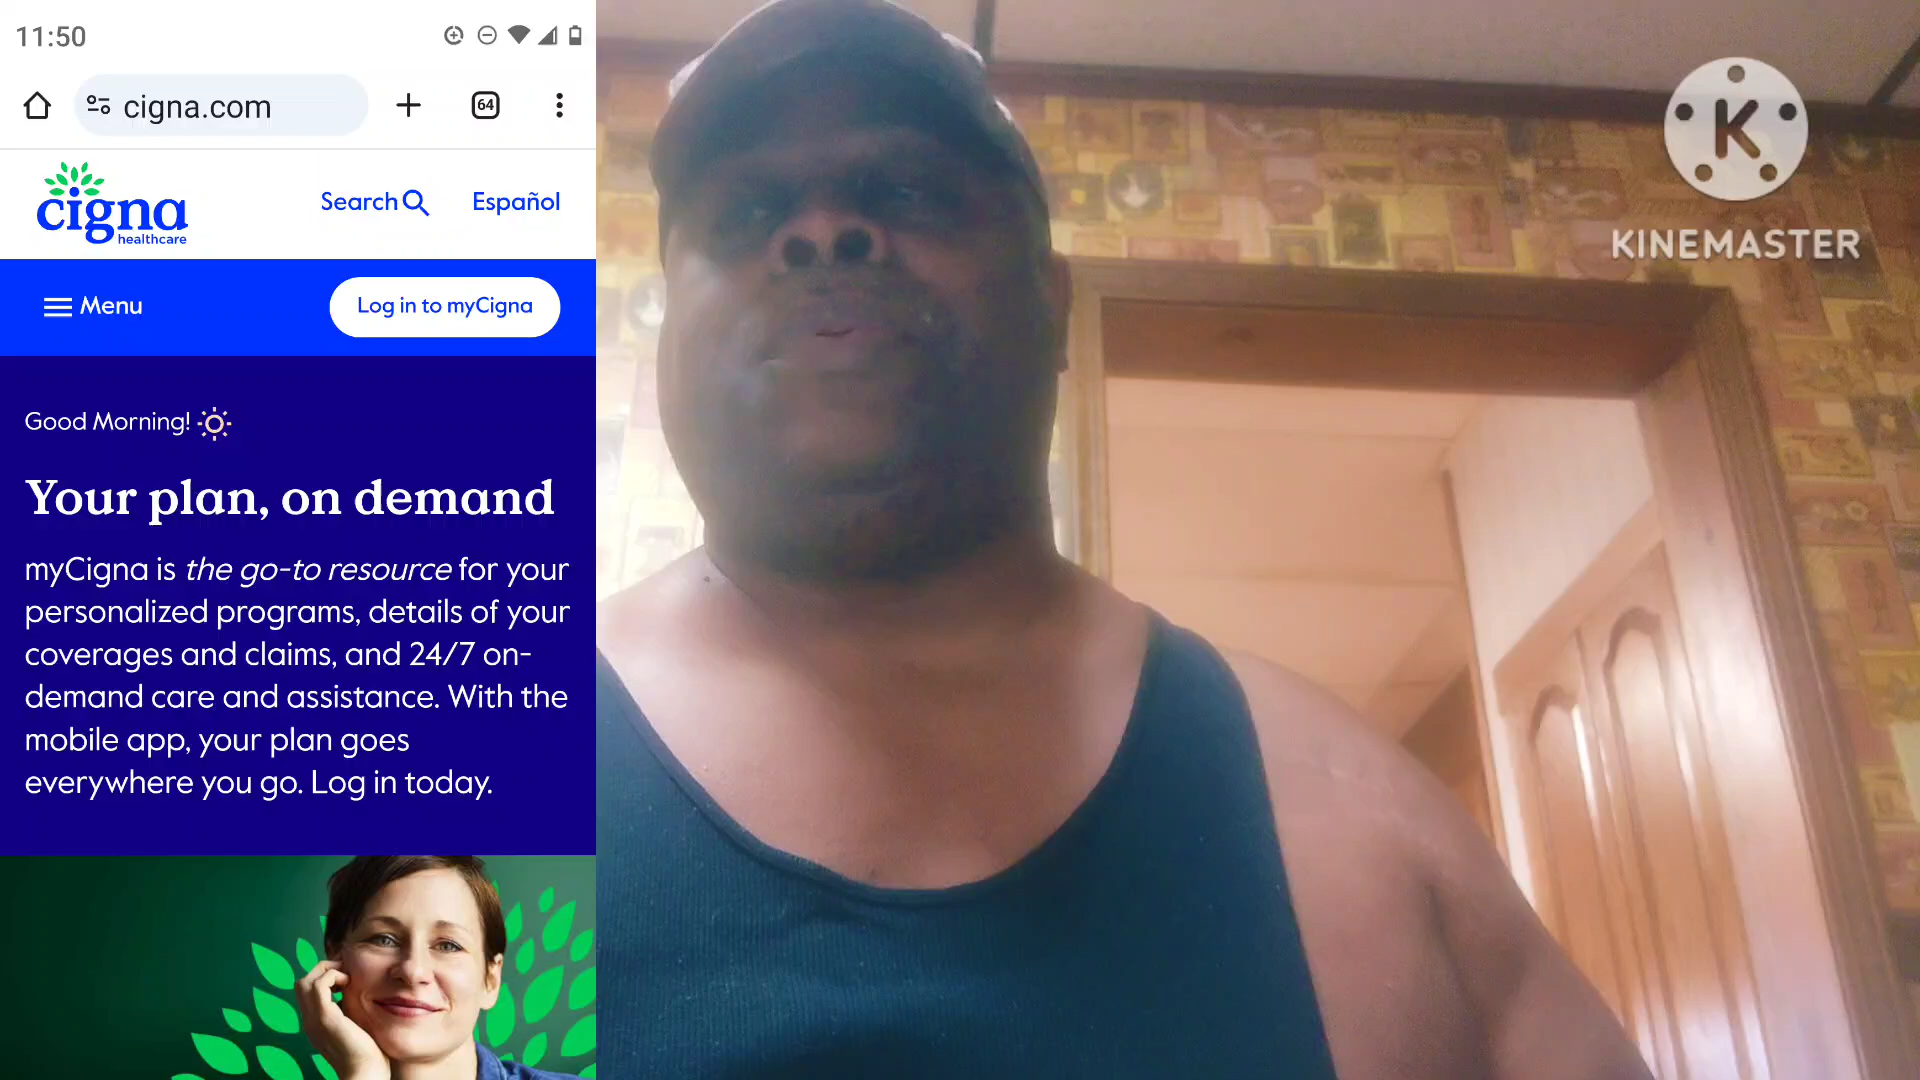 11:50
cigna.com
64
cigna
healthcare
Search
Español
Menu
Log in to myCigna
Good Morning!
Your plan, on demand
myCigna is the go-to resource for your
personalized programs, details of your
coverages and claims, and 24/7 on-
demand care and assistance. With the
mobile app, your plan goes
everywhere you go. Log in today.
K
KINEMASTER